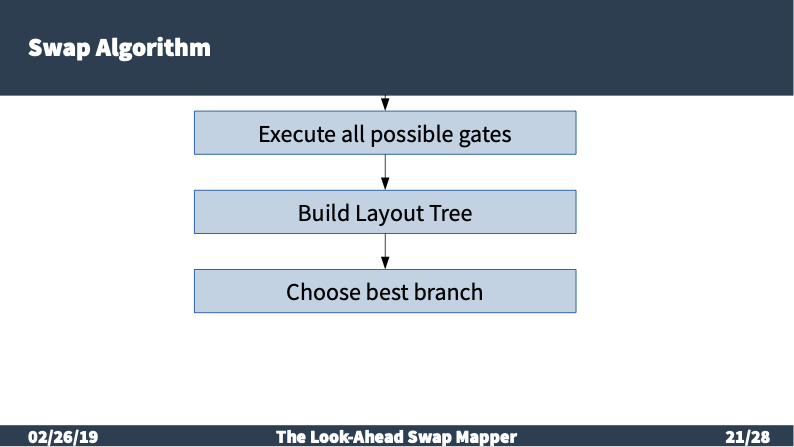 Swap Algorithm
Execute all possible gates
Build Layout Tree
Choose best branch
02/26/19
The Look-Ahead Swap Mapper
21/28